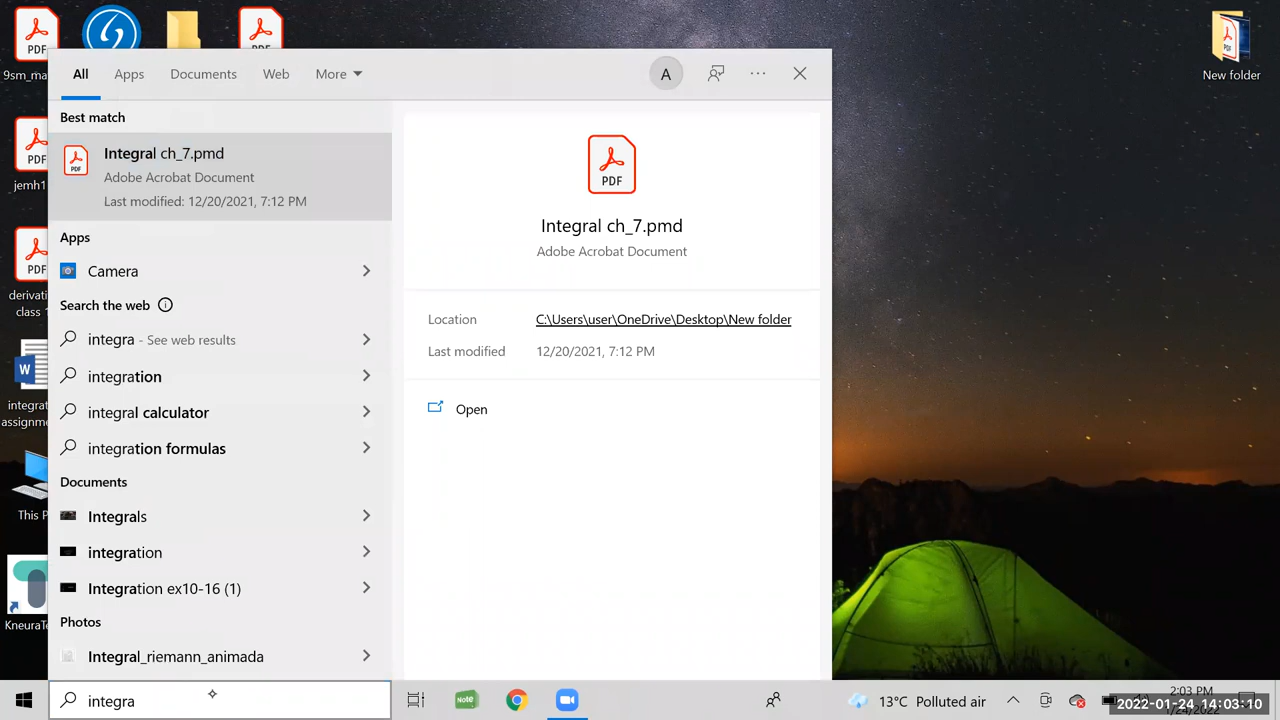 PDF
9sm_ma
PDF
New folder
All Apps Documents Web More
A
Best match
Integral ch_7.pmd
Adobe Acrobat Document
Last modified: 12/20/2021, 7:12 PM
PDF
PDF
Integral ch_7.pmd
Adobe Acrobat Document
Location C:\Users\user\OneDrive\Desktop\New folder
Last modified 12/20/2021, 7:12 PM
Open
PDF
jemh1
Apps
Camera
PDF
derivati
class 1
Search the web
integra - See web results
integration
integral calculator
integration formulas
W
integrat
assignme
Documents
Integrals
integration
Integration ex10-16 (1)
This P
KneuraTe
Photos
Integral_riemann_animada
integra
NOTE
13°C Polluted air
2:03 PM
2022-01-24 14:03:10